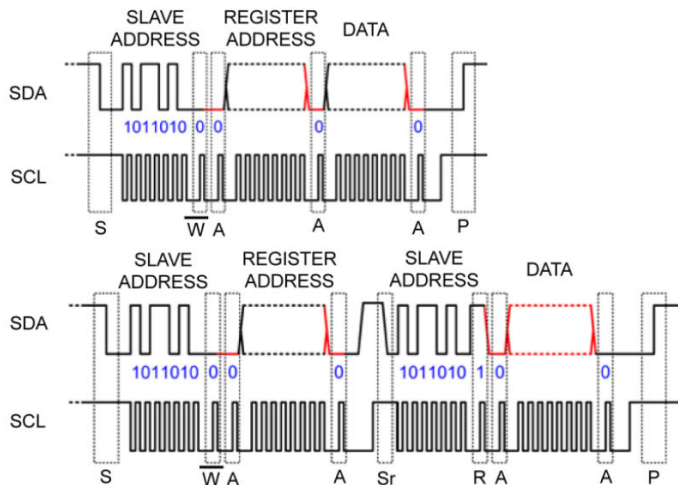 SLAVE ADDRESS REGISTER ADDRESS DATA
SDA
1011010 0 0 0 0
SCL
S W A A A P
SLAVE ADDRESS REGISTER ADDRESS SLAVE ADDRESS DATA
SDA
1011010 0 0 0 1011010 1 0 0
SCL
S W A A Sr R A A P